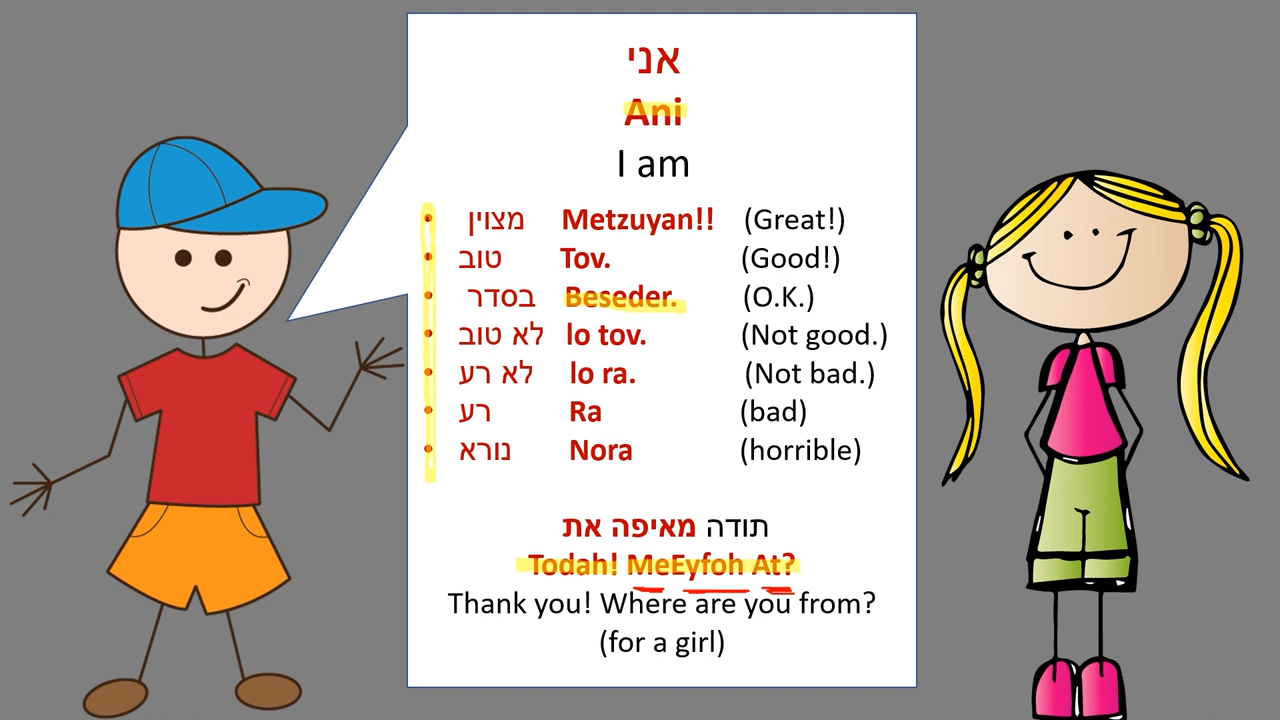 אני
Ani
I am
• מצוין Metzuyan!! (Great!)
• טוב Tov. (Good!)
• בסדר Beseder. (O.K.)
• לא טוב lo tov. (Not good.)
• לא רע lo ra. (Not bad.)
• רע Ra (bad)
• נורא Nora (horrible)
תודה מאיפה את
Todah! MeEyfoh At?
Thank you! Where are you from?
(for a girl)